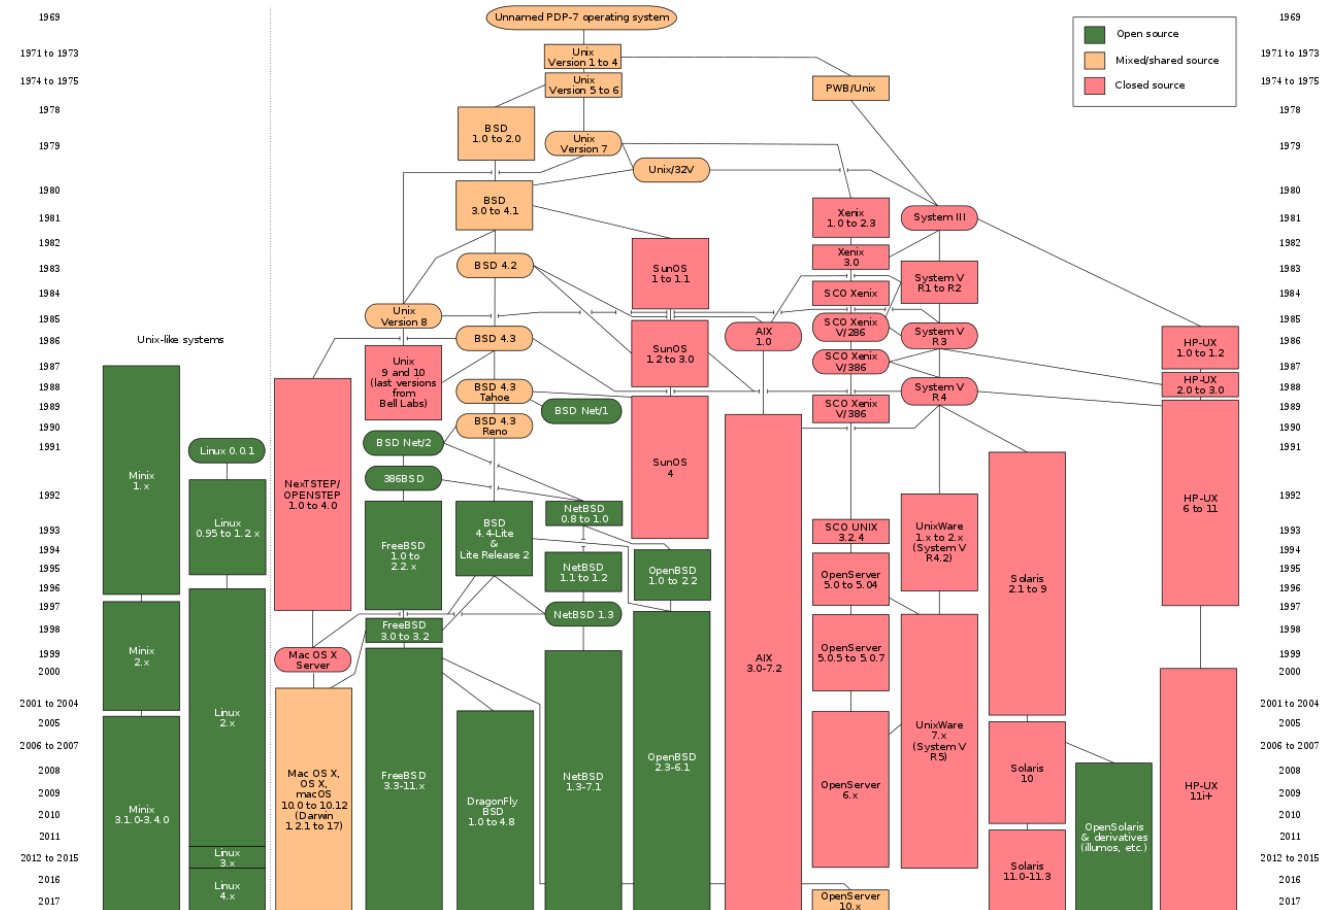 1969
1971 to 1973
1974 to 1975
1978
1979
1980
1981
1982
1983
1984
1985
1986
1987
1988
1989
1990
1991
1992
1993
1994
1995
1996
1997
1998
1999
2000
2001 to 2004
2005
2006 to 2007
2008
2009
2010
2011
2012 to 2015
2016
2017
Unix-like systems
Minix
1.x
Minix
2.x
Minix
3.1.0-3.4.0
Linux 0.0.1
Linux
0.95 to 1.2.x
Linux
2.x
Linux
3.x
Linux
4.x
NeXTSTEP/
OPENSTEP
1.0 to 4.0
Mac OS X
Server
Mac OS X,
OS X,
macOS
10.0 to 10.12
(Darwin
1.2.1 to 17)
Unnamed PDP-7 operating system
Unix
Version 1 to 4
Unix
Version 5 to 6
Unix
Version 7
Unix/32V
PWB/Unix
BSD
1.0 to 2.0
BSD
3.0 to 4.1
BSD 4.2
Unix
Version 8
BSD 4.3
Unix
9 and 10
(last versions
from
Bell Labs)
BSD 4.3
Tahoe
BSD Net/1
BSD 4.3
Reno
BSD Net/2
386BSD
FreeBSD
1.0 to
2.2.x
FreeBSD
3.0 to 3.2
FreeBSD
3.3-11.x
BSD
4.4-Lite
&
Lite Release 2
DragonFly
BSD
1.0 to 4.8
NetBSD
0.8 to 1.0
NetBSD
1.1 to 1.2
NetBSD 1.3
NetBSD
1.3-7.1
OpenBSD
1.0 to 2.2
OpenBSD
2.3-6.1
SunOS
1 to 1.1
SunOS
1.2 to 3.0
SunOS
4
AIX
1.0
AIX
3.0-7.2
Xenix
1.0 to 2.3
Xenix
3.0
SCO Xenix
SCO Xenix
V/286
SCO Xenix
V/386
SCO Xenix
V/386
SCO UNIX
3.2.4
OpenServer
5.0 to 5.04
OpenServer
5.0.5 to 5.0.7
OpenServer
6.x
OpenServer
10.x
System III
System V
R1 to R2
System V
R3
System V
R4
UnixWare
1.x to 2.x
(System V
R4.2)
UnixWare
7.x
(System V
R5)
Solaris
2.1 to 9
Solaris
10
Solaris
11.0-11.3
OpenSolaris
& derivatives
(illumos, etc.)
HP-UX
1.0 to 1.2
HP-UX
2.0 to 3.0
HP-UX
6 to 11
HP-UX
11i+
Open source
Mixed/shared source
Closed source
1969
1971 to 1973
1974 to 1975
1978
1979
1980
1981
1982
1983
1984
1985
1986
1987
1988
1989
1990
1991
1992
1993
1994
1995
1996
1997
1998
1999
2000
2001 to 2004
2005
2006 to 2007
2008
2009
2010
2011
2012 to 2015
2016
2017